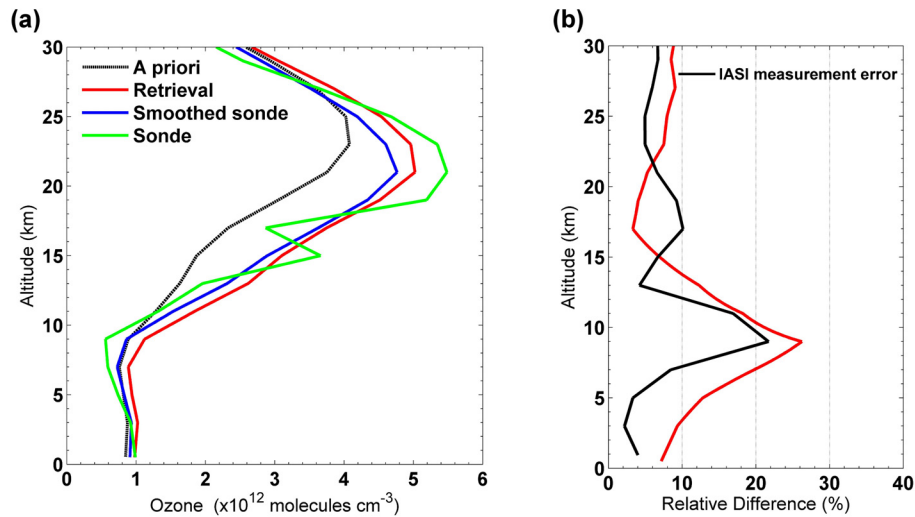 (a)
30
25
20
15
10
5
0
Altitude (km)
A priori
Retrieval
Smoothed sonde
Sonde
1 2 3 4 5 6
Ozone (x10¹² molecules cm⁻³)
(b)
30
25
20
15
10
5
0
Altitude (km)
IASI measurement error
0 10 20 30 40
Relative Difference (%)